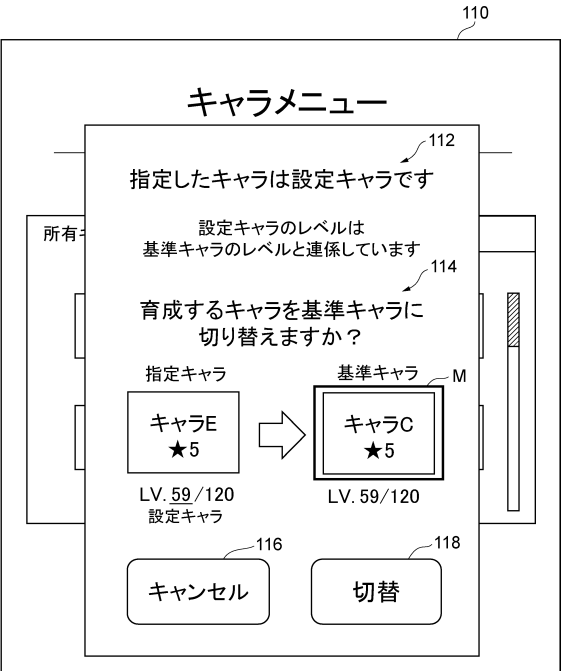 110
キャラメニュー
112
指定したキャラは設定キャラです
所有
設定キャラのレベルは
基準キャラのレベルと連係しています
114
育成するキャラを基準キャラに
切り替えますか？
指定キャラ
基準キャラ
M
キャラE
★5
キャラC
★5
LV. 59/120
設定キャラ
LV. 59/120
116
118
キャンセル
切替